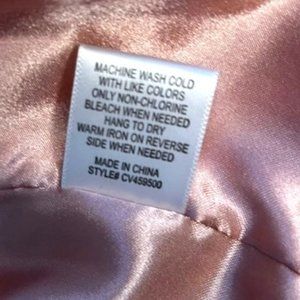 MACHINE WASH COLD
WITH LIKE COLORS
ONLY NON-CHLORINE
BLEACH WHEN NEEDED
HANG TO DRY
WARM IRON ON REVERSE
SIDE WHEN NEEDED
MADE IN CHINA
STYLE# CV459500